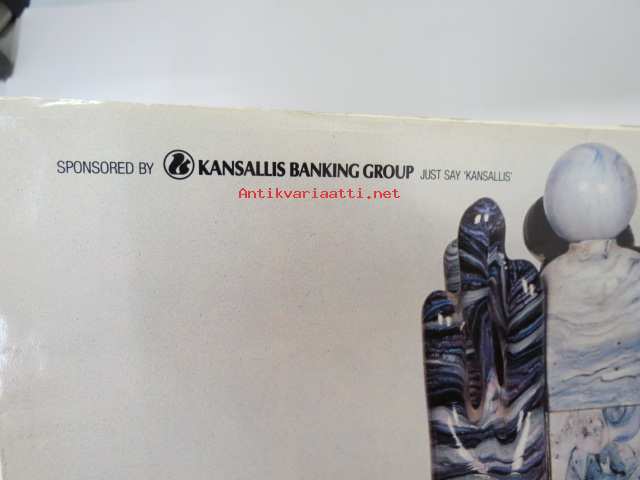 SPONSORED BY KANSALLIS BANKING GROUP JUST SAY 'KANSALLIS'
Antikvariaatti.net